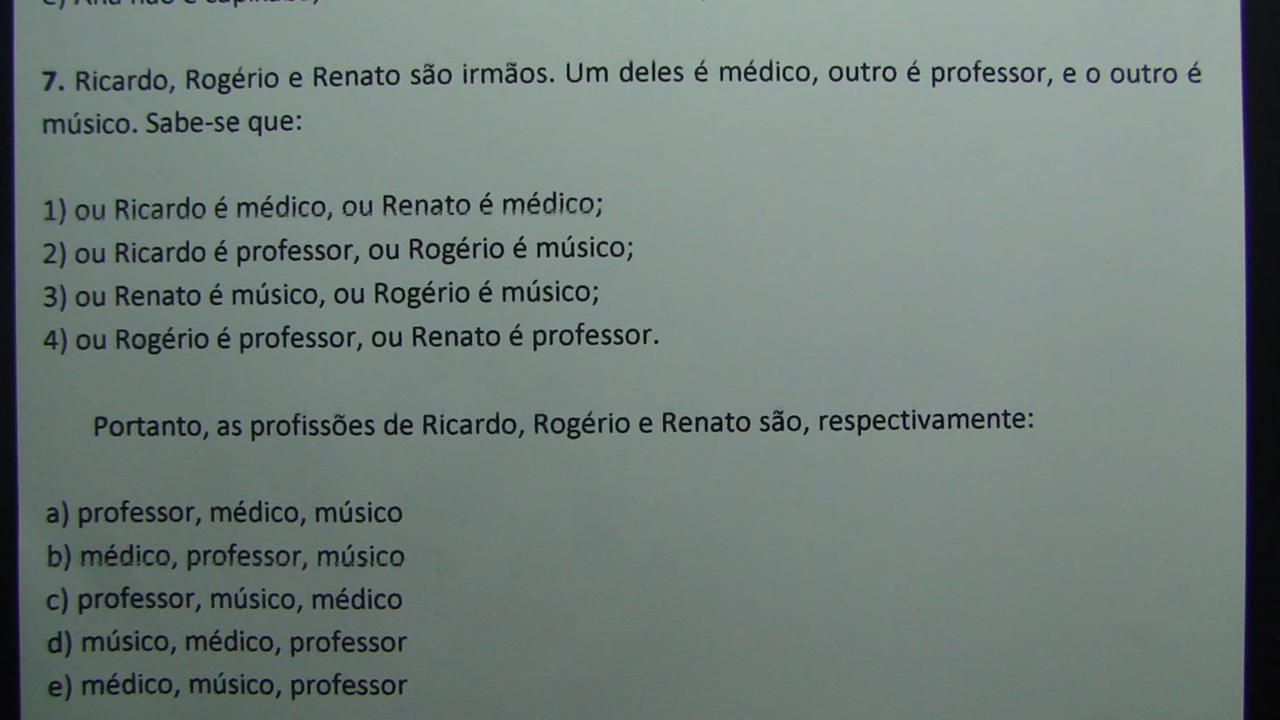 7. Ricardo, Rogério e Renato são irmãos. Um deles é médico, outro é professor, e o outro é
músico. Sabe-se que:
1) ou Ricardo é médico, ou Renato é médico;
2) ou Ricardo é professor, ou Rogério é músico;
3) ou Renato é músico, ou Rogério é músico;
4) ou Rogério é professor, ou Renato é professor.
Portanto, as profissões de Ricardo, Rogério e Renato são, respectivamente:
a) professor, médico, músico
b) médico, professor, músico
c) professor, músico, médico
d) músico, médico, professor
e) médico, músico, professor